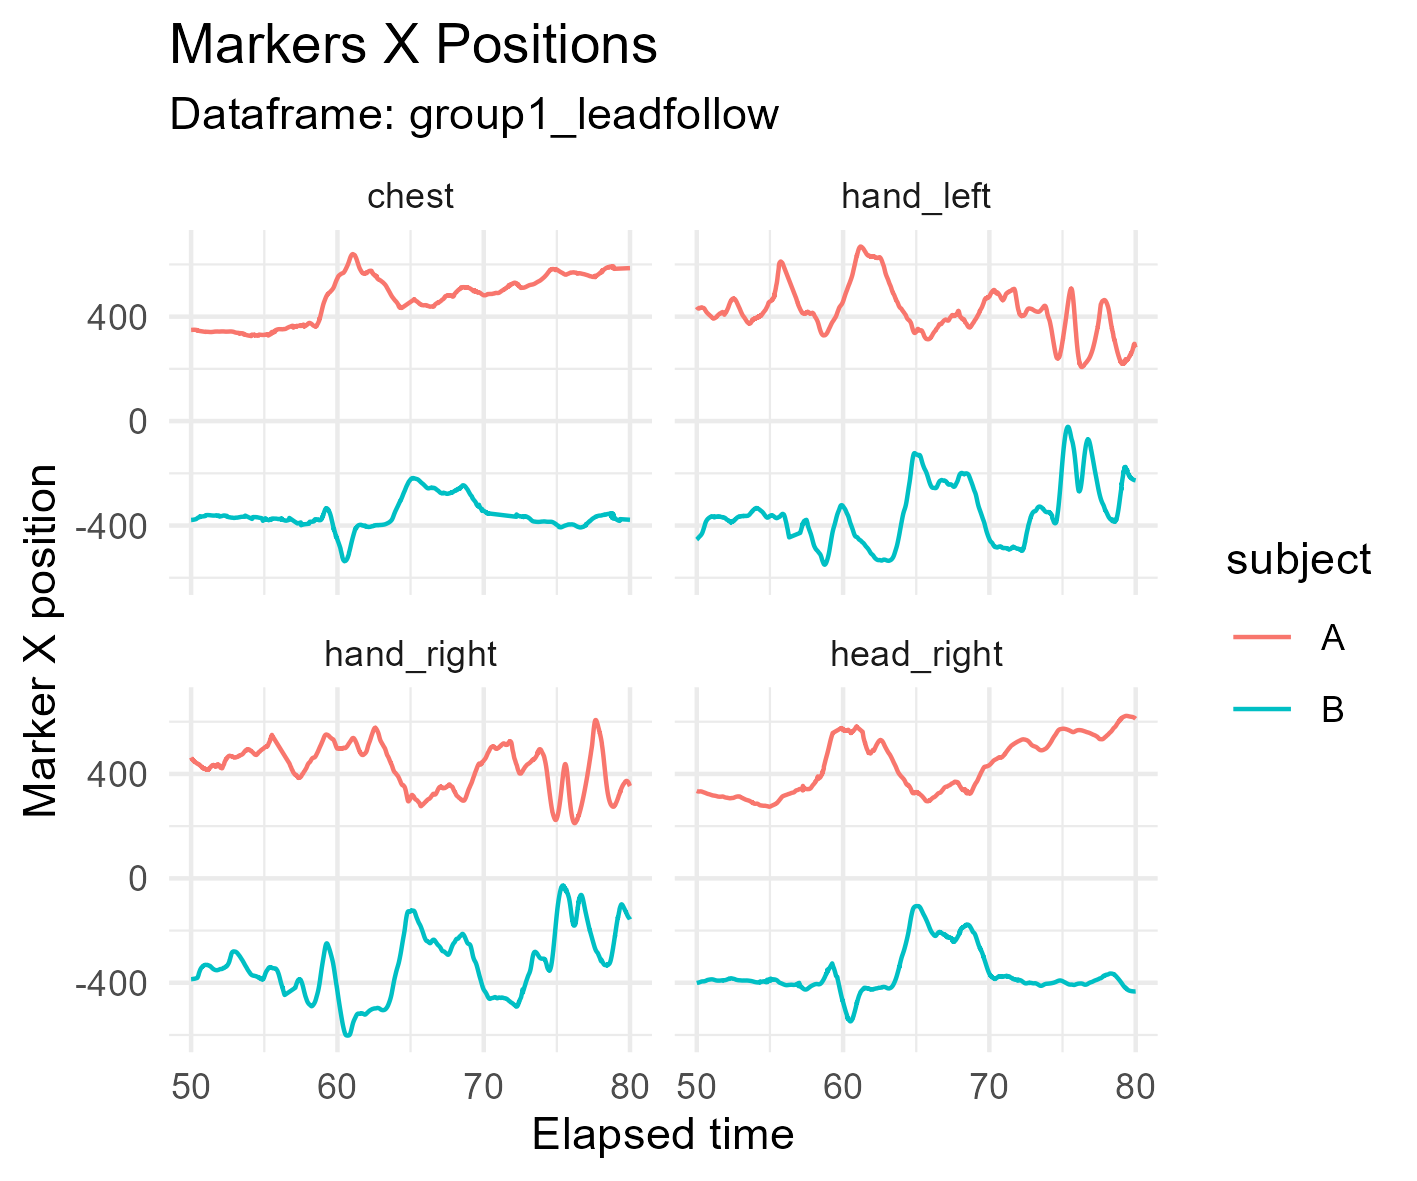 Markers X Positions
Dataframe: group1_leadfollow
chest
hand_left
400
0
-400
hand_right
head_right
400
0
-400
50
60
70
80
50
60
70
80
Elapsed time
Marker X position
subject
A
B